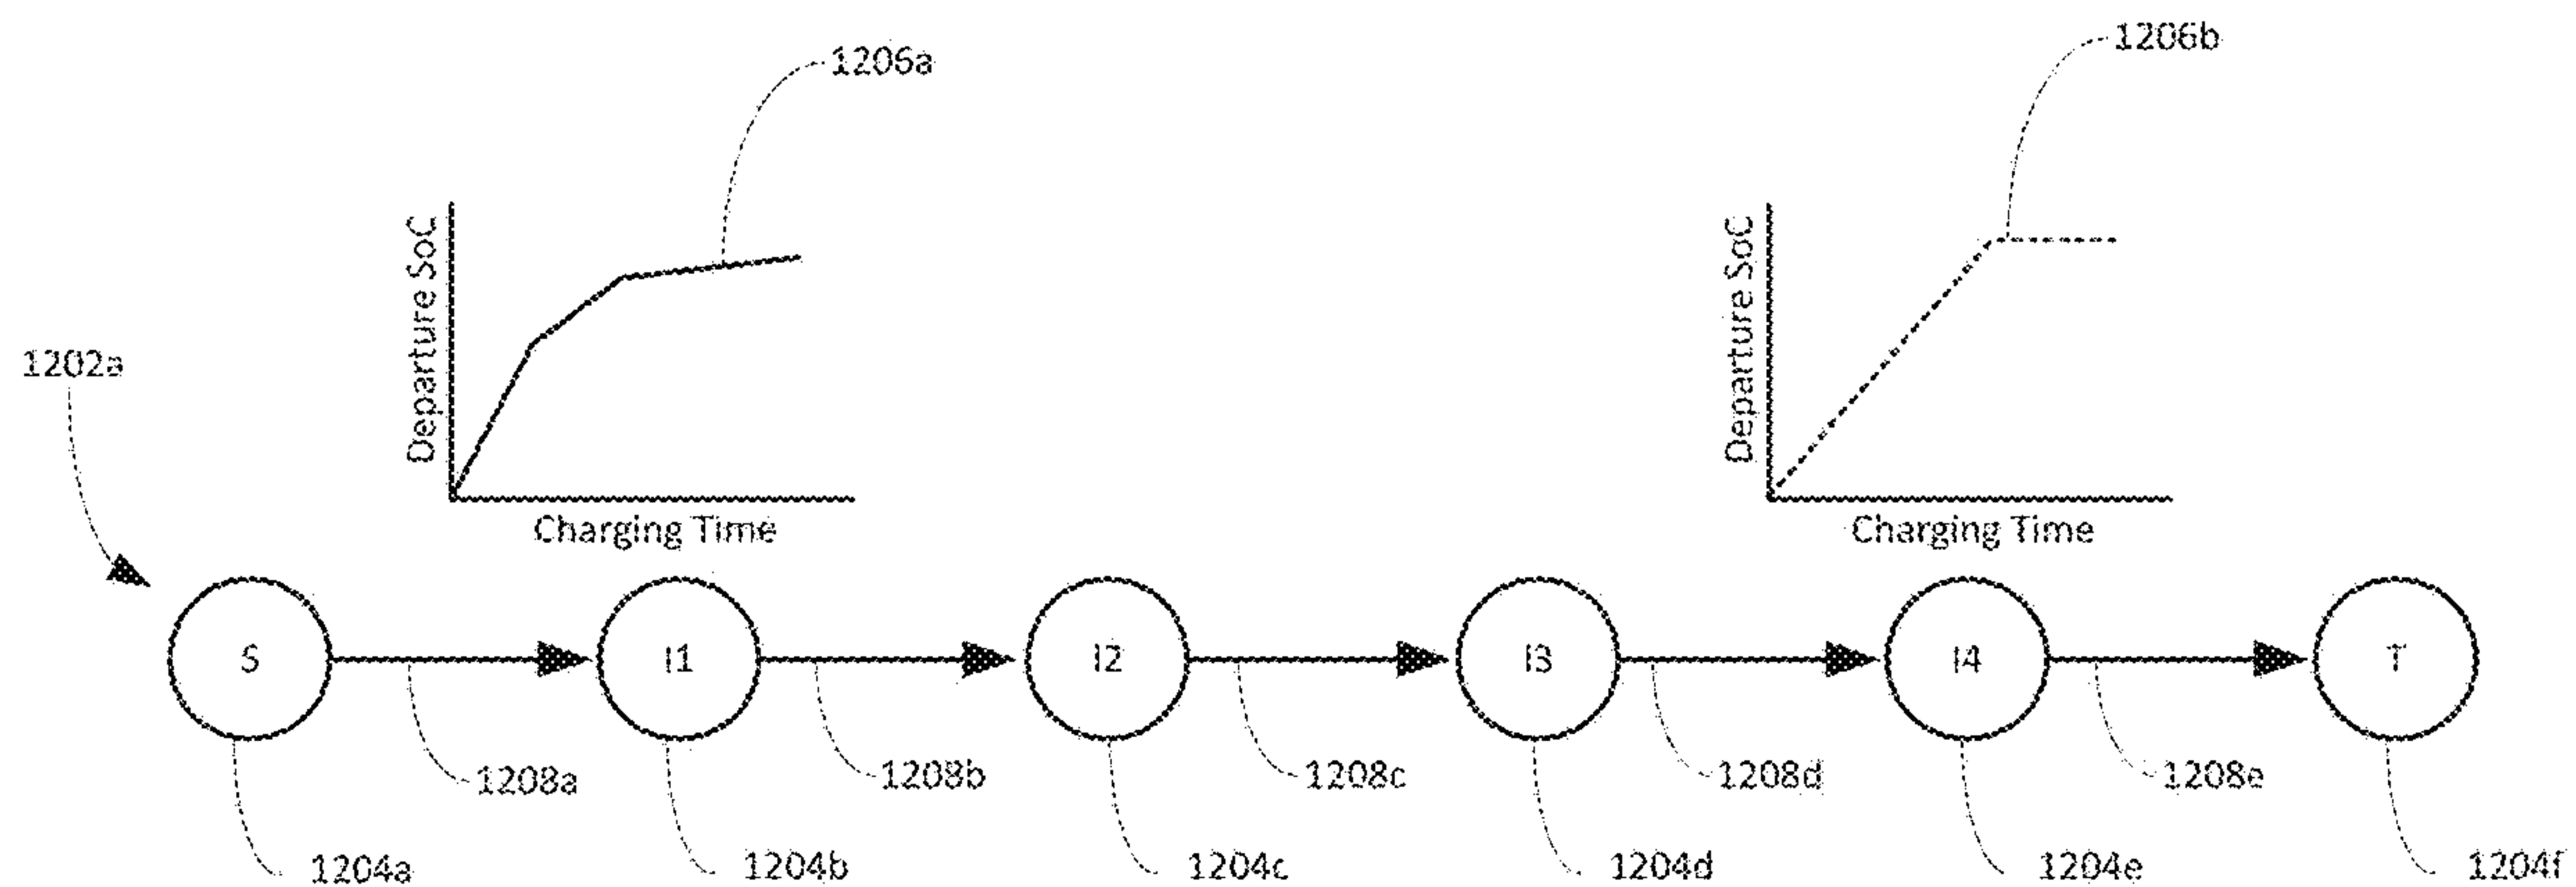 1206b
1206a
Departure SoC
Departure SoC
1202a
Charging Time
Charging Time
S
I1
I2
I3
I4
T
1208a
1208b
1208c
1208d
1208e
1204a
1204b
1204c
1204d
1204e
1204f